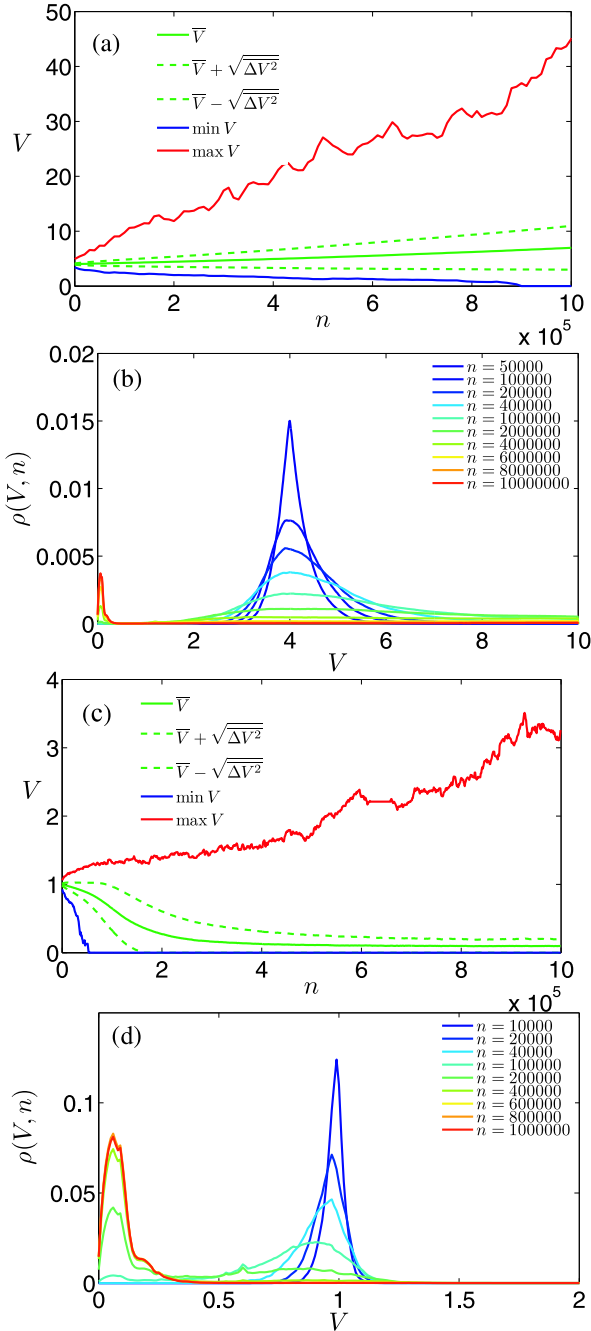 50
(a)
V̅
40
V̅ + √(ΔV²)̅
30
V̅ − √(ΔV²)̅
V
min V
20
max V
10
0
0 2 4 6 8 10
n
x 10⁵
0.02
(b)
n = 50000
n = 100000
n = 200000
0.015
n = 400000
n = 1000000
n = 2000000
ρ(V, n)
0.01
n = 4000000
n = 6000000
n = 8000000
n = 10000000
0.005
0
0 2 4 6 8 10
V
4
(c)
V̅
V̅ + √(ΔV²)̅
3
V̅ − √(ΔV²)̅
min V
V
2
max V
1
0
0 2 4 6 8 10
n
x 10⁵
(d)
n = 10000
n = 20000
n = 40000
n = 100000
0.1
n = 200000
n = 400000
n = 600000
ρ(V, n)
n = 800000
n = 1000000
0.05
0
0 0.5 1 1.5 2
V